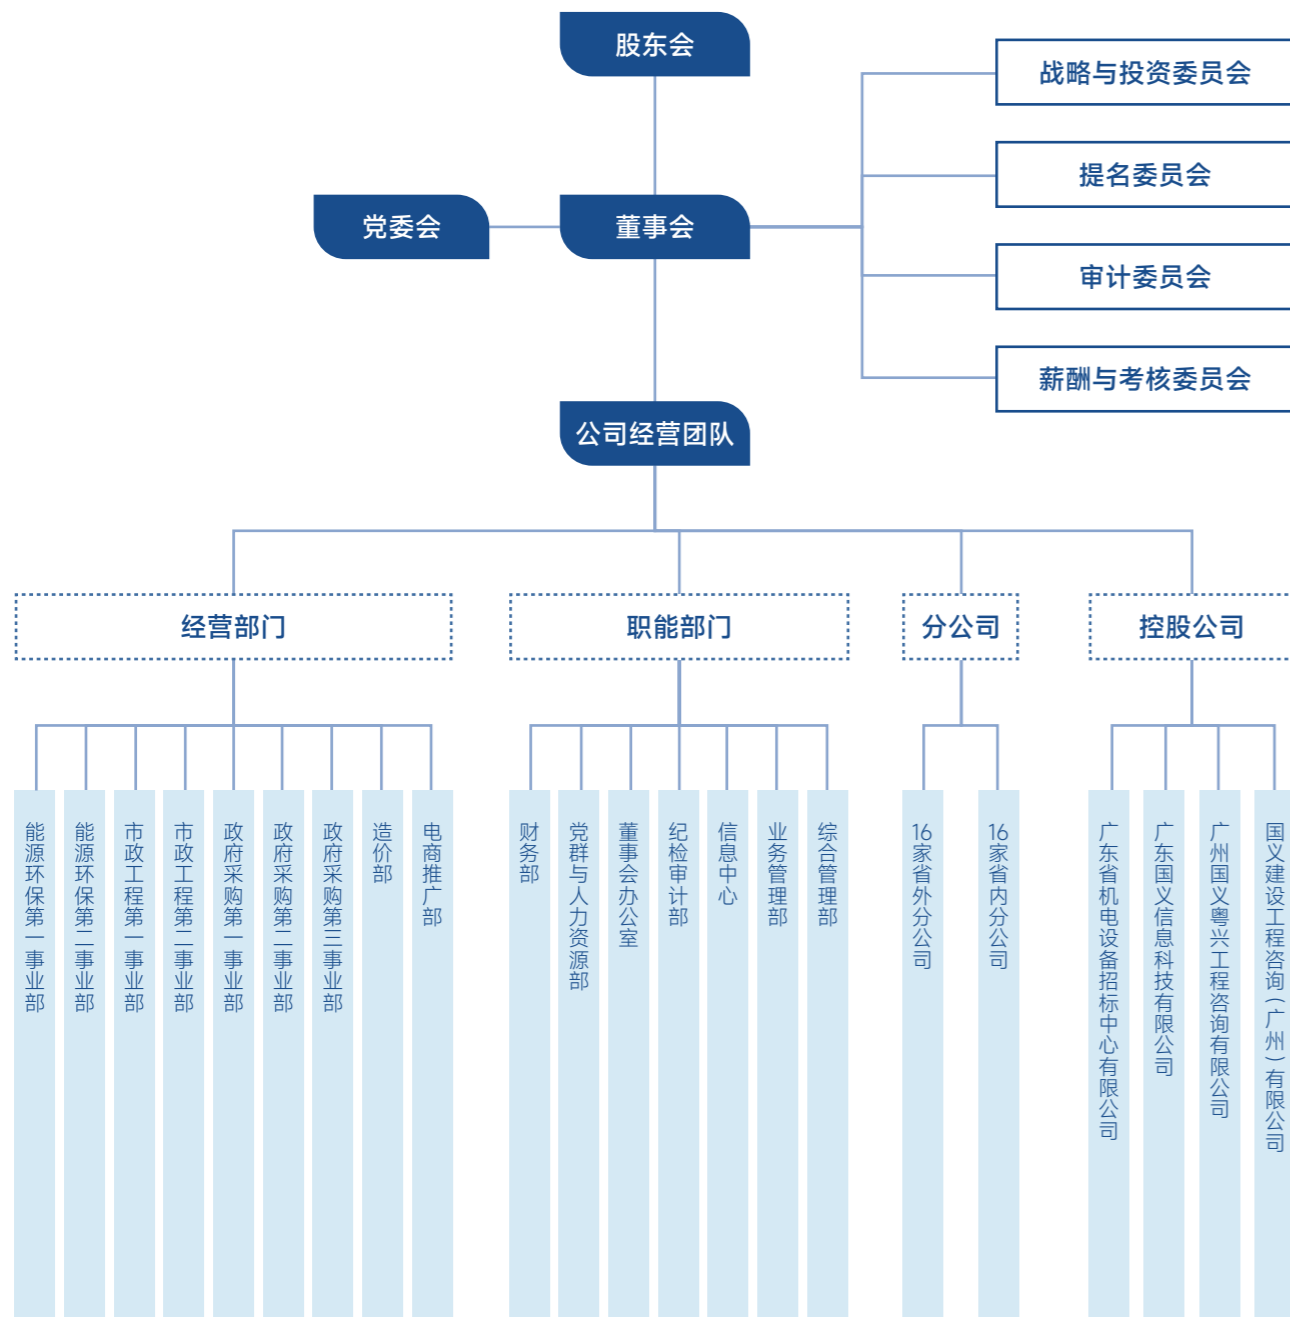 股东会
战略与投资委员会
提名委员会
党委会
董事会
审计委员会
薪酬与考核委员会
公司经营团队
经营部门
职能部门
分公司
控股公司
能源环保第一事业部
能源环保第二事业部
市政工程第一事业部
市政工程第二事业部
政府采购第一事业部
政府采购第二事业部
政府采购第三事业部
造价部
电商推广部
财务部
党群与人力资源部
董事会办公室
纪检审计部
信息中心
业务管理部
综合管理部
16家省外分公司
16家省内分公司
广东省机电设备招标中心有限公司
广东国义信息科技有限公司
广州国义粤兴工程咨询有限公司
国义建设工程咨询(广州)有限公司